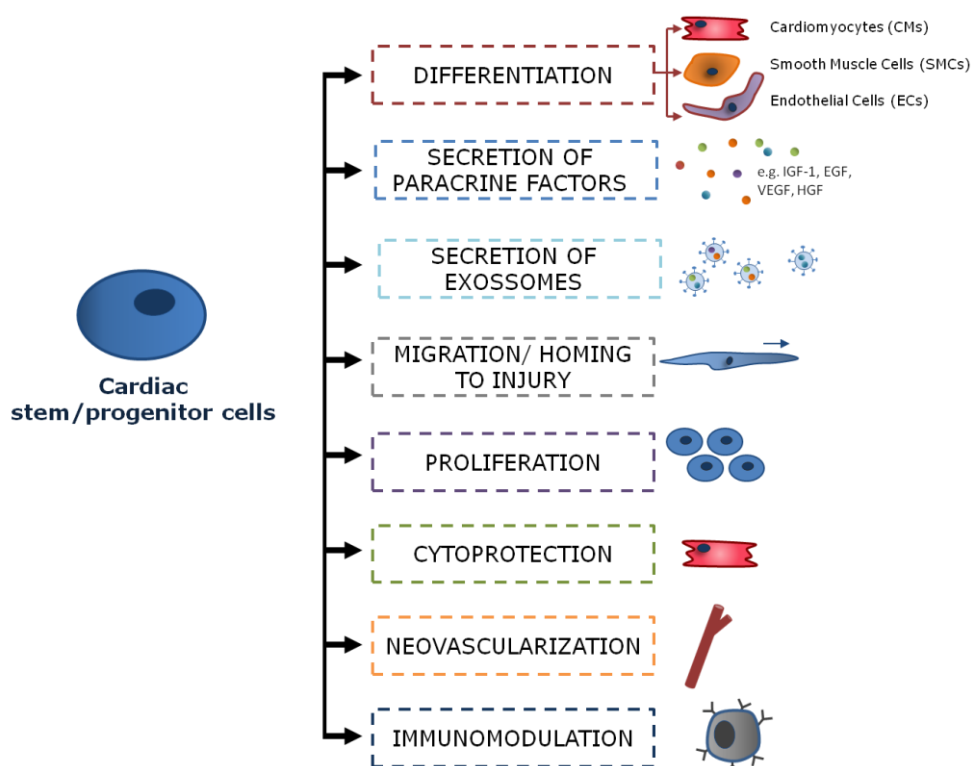 Cardiac
stem/progenitor cells
DIFFERENTIATION
Cardiomyocytes (CMs)
Smooth Muscle Cells (SMCs)
Endothelial Cells (ECs)
SECRETION OF
PARACRINE FACTORS
e.g. IGF-1, EGF,
VEGF, HGF
SECRETION OF
EXOSSOMES
MIGRATION/ HOMING
TO INJURY
PROLIFERATION
CYTOPROTECTION
NEOVASCULARIZATION
IMMUNOMODULATION